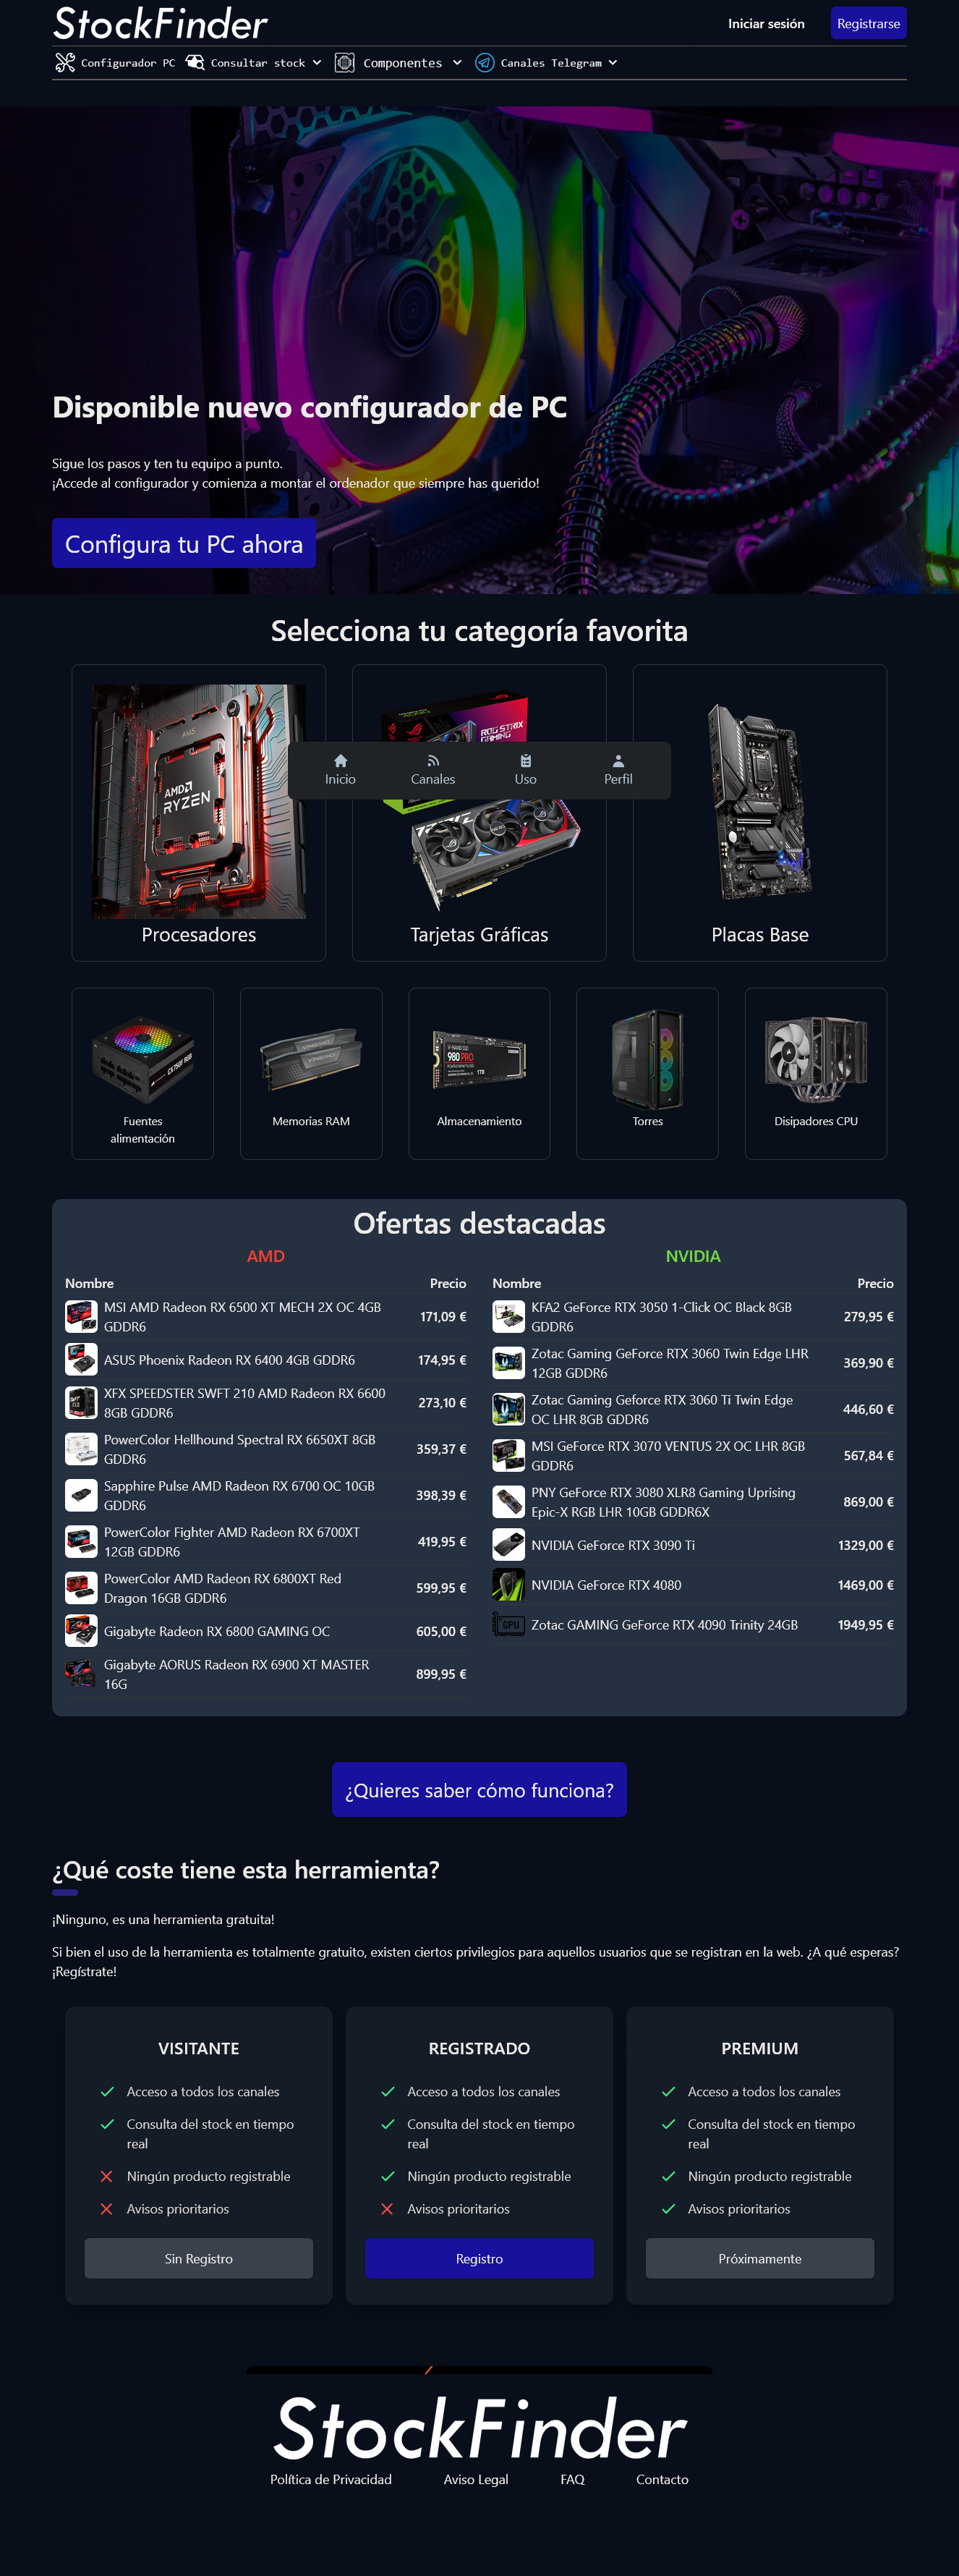 StockFinder
Iniciar sesión
Registrarse
Configurador PC
Consultar stock
Componentes
Canales Telegram
Disponible nuevo configurador de PC
Sigue los pasos y ten tu equipo a punto.
¡Accede al configurador y comienza a montar el ordenador que siempre has querido!
Configura tu PC ahora
Selecciona tu categoría favorita
AM5
AMD
RYZEN
ROG STRIX
GAMING
Inicio
Canales
Uso
Perfil
Procesadores
Tarjetas Gráficas
Placas Base
CX750F RGB
VENGEANCE
VENGEANCE
V-NAND SSD
980 PRO
1TB
SAMSUNG
Fuentes
alimentación
Memorias RAM
Almacenamiento
Torres
Disipadores CPU
Ofertas destacadas
AMD
Nombre Precio
MSI AMD Radeon RX 6500 XT MECH 2X OC 4GB
GDDR6
171,09 €
ASUS Phoenix Radeon RX 6400 4GB GDDR6
174,95 €
XFX SPEEDSTER SWFT 210 AMD Radeon RX 6600
8GB GDDR6
273,10 €
PowerColor Hellhound Spectral RX 6650XT 8GB
GDDR6
359,37 €
Sapphire Pulse AMD Radeon RX 6700 OC 10GB
GDDR6
398,39 €
PowerColor Fighter AMD Radeon RX 6700XT
12GB GDDR6
419,95 €
PowerColor AMD Radeon RX 6800XT Red
Dragon 16GB GDDR6
599,95 €
Gigabyte Radeon RX 6800 GAMING OC
605,00 €
Gigabyte AORUS Radeon RX 6900 XT MASTER
16G
899,95 €
NVIDIA
Nombre Precio
KFA2 GeForce RTX 3050 1-Click OC Black 8GB
GDDR6
279,95 €
Zotac Gaming GeForce RTX 3060 Twin Edge LHR
12GB GDDR6
369,90 €
Zotac Gaming Geforce RTX 3060 Ti Twin Edge
OC LHR 8GB GDDR6
446,60 €
MSI GeForce RTX 3070 VENTUS 2X OC LHR 8GB
GDDR6
567,84 €
PNY GeForce RTX 3080 XLR8 Gaming Uprising
Epic-X RGB LHR 10GB GDDR6X
869,00 €
NVIDIA GeForce RTX 3090 Ti
1329,00 €
NVIDIA GeForce RTX 4080
1469,00 €
GPU
Zotac GAMING GeForce RTX 4090 Trinity 24GB
1949,95 €
¿Quieres saber cómo funciona?
¿Qué coste tiene esta herramienta?
¡Ninguno, es una herramienta gratuita!
Si bien el uso de la herramienta es totalmente gratuito, existen ciertos privilegios para aquellos usuarios que se registran en la web. ¿A qué esperas?
¡Regístrate!
VISITANTE
Acceso a todos los canales
Consulta del stock en tiempo
real
Ningún producto registrable
Avisos prioritarios
Sin Registro
REGISTRADO
Acceso a todos los canales
Consulta del stock en tiempo
real
Ningún producto registrable
Avisos prioritarios
Registro
PREMIUM
Acceso a todos los canales
Consulta del stock en tiempo
real
Ningún producto registrable
Avisos prioritarios
Próximamente
StockFinder
Política de Privacidad
Aviso Legal
FAQ
Contacto